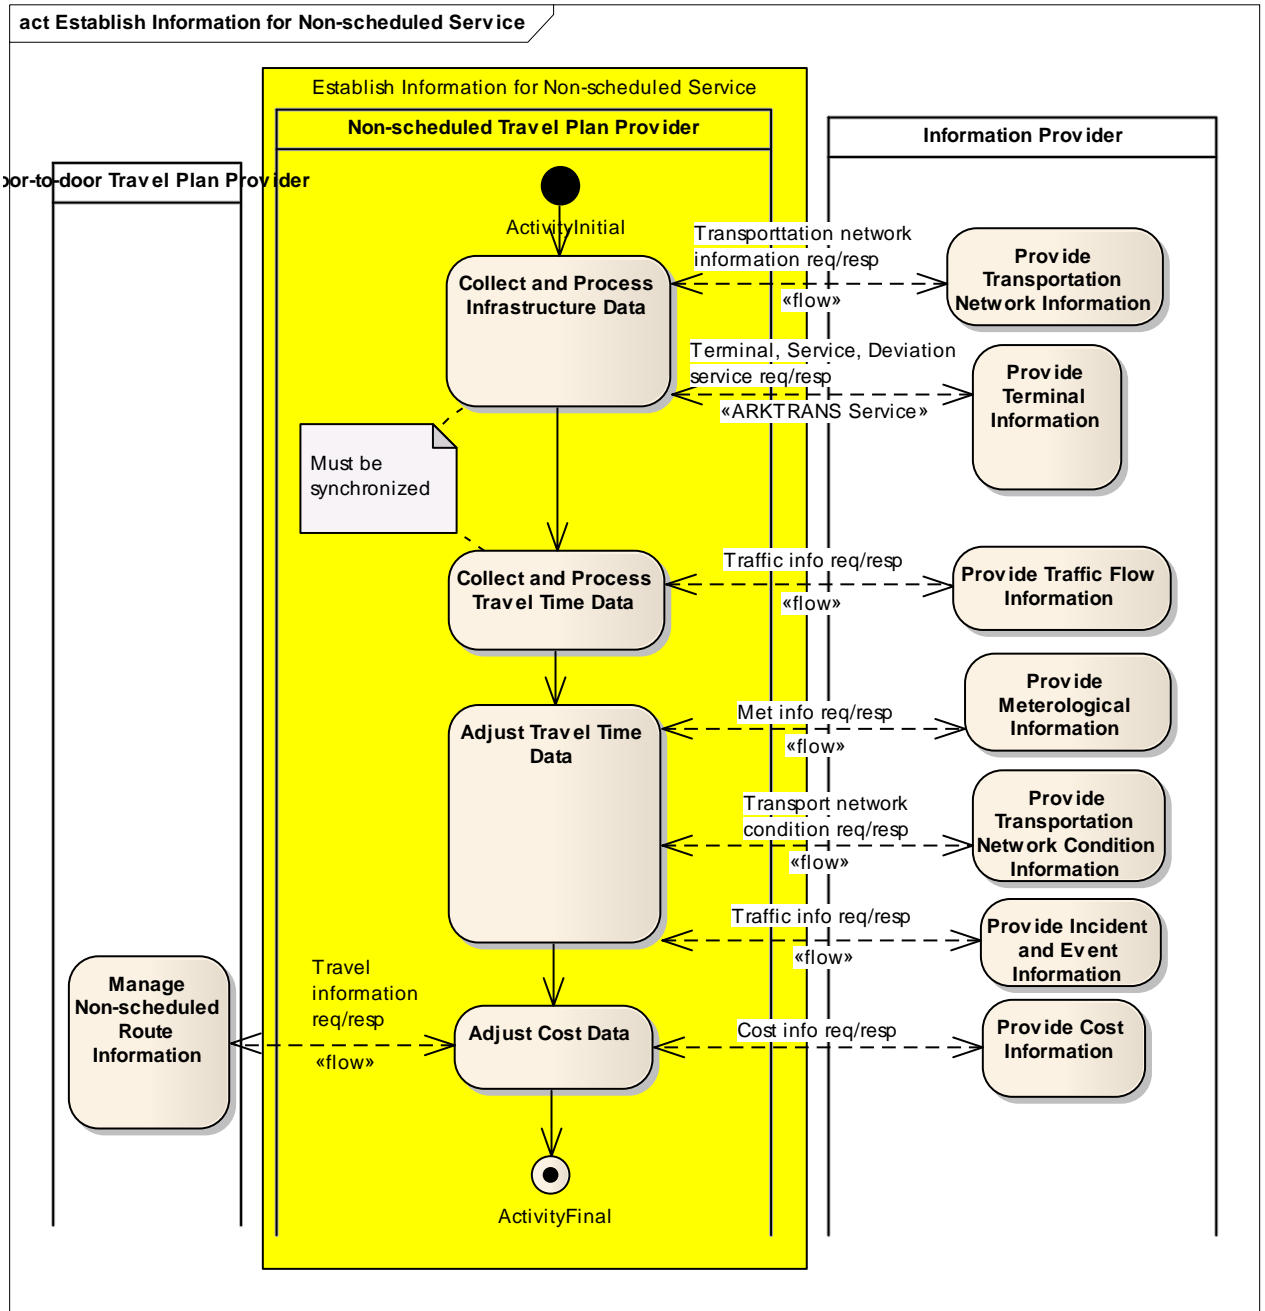 act Establish Information for Non-scheduled Service
Establish Information for Non-scheduled Service
Non-scheduled Travel Plan Provider
Information Provider
oor-to-door Travel Plan Provider
ActivityInitial
Transporttation network
information req/resp
«flow»
Provide
Transportation
Network Information
Collect and Process
Infrastructure Data
Terminal, Service, Deviation
service req/resp
«ARKTRANS Service»
Provide
Terminal
Information
Must be
synchronized
Collect and Process
Travel Time Data
Traffic info req/resp
«flow»
Provide Traffic Flow
Information
Adjust Travel Time
Data
Met info req/resp
«flow»
Provide
Meterological
Information
Transport network
condition req/resp
«flow»
Provide
Transportation
Network Condition
Information
Traffic info req/resp
«flow»
Provide Incident
and Event
Information
Manage
Non-scheduled
Route
Information
Travel
information
req/resp
«flow»
Adjust Cost Data
Cost info req/resp
Provide Cost
Information
ActivityFinal